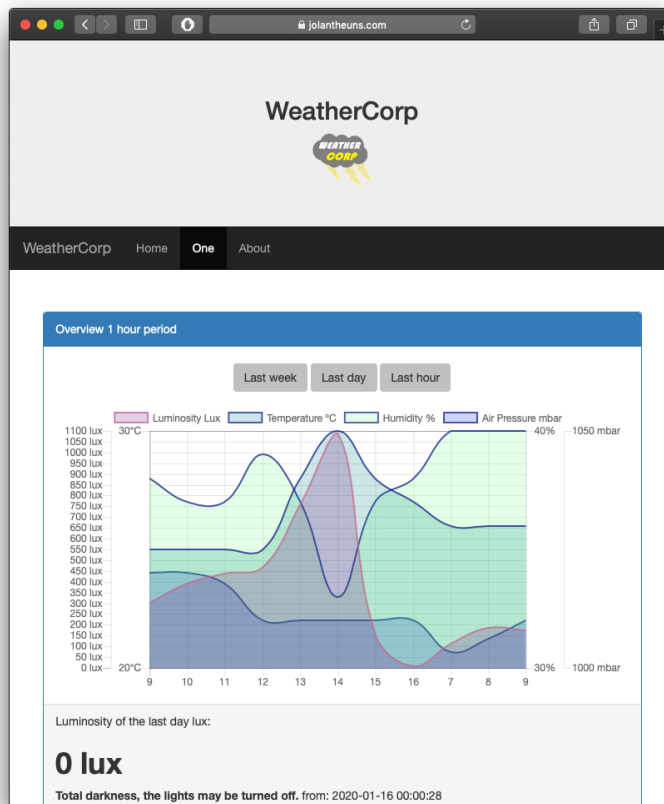 jolantheuns.com
WeatherCorp
WEATHER
CORP
WeatherCorp Home One About
Overview 1 hour period
Last week Last day Last hour
Luminosity Lux Temperature °C Humidity % Air Pressure mbar
1100 lux 30°C 40% 1050 mbar
1050 lux
1000 lux
950 lux
900 lux
850 lux
800 lux
750 lux
700 lux
650 lux
600 lux
550 lux
500 lux
450 lux
400 lux
350 lux
300 lux
250 lux
200 lux
150 lux
100 lux
50 lux
0 lux 20°C 30% 1000 mbar
9 10 11 12 13 14 15 16 7 8 9
Luminosity of the last day lux:
0 lux
Total darkness, the lights may be turned off. from: 2020-01-16 00:00:28